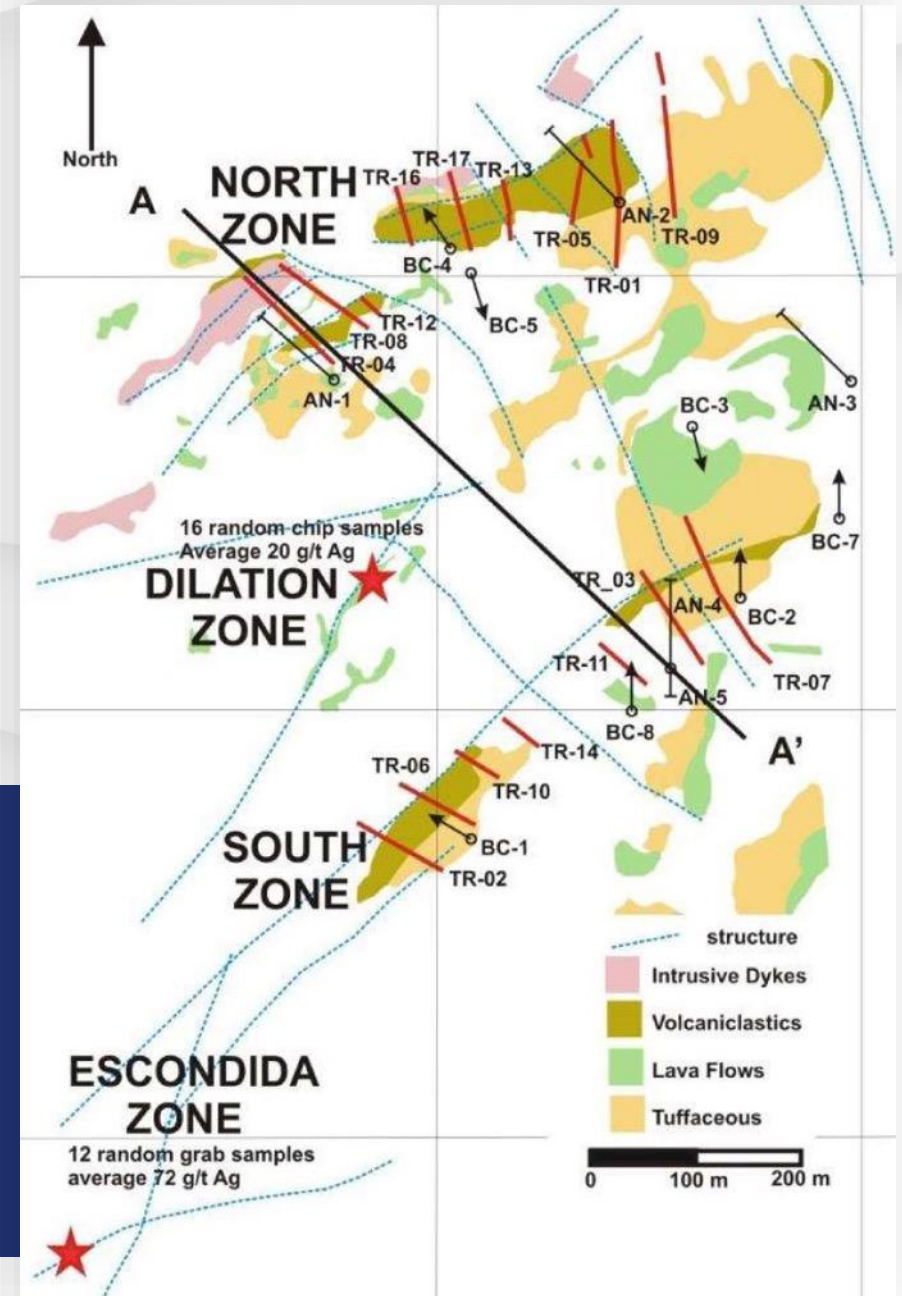 North
A
NORTH
ZONE
TR-16
TR-17
TR-13
BC-4
BC-5
TR-05
TR-01
AN-2
TR-09
TR-12
TR-08
TR-04
AN-1
AN-3
BC-3
BC-7
16 random chip samples
Average 20 g/t Ag
DILATION
ZONE
TR_03
AN-4
BC-2
TR-11
AN-5
TR-07
BC-8
A'
TR-14
TR-06
TR-10
BC-1
SOUTH
ZONE
TR-02
structure
Intrusive Dykes
Volcaniclastics
Lava Flows
Tuffaceous
0 100 m 200 m
ESCONDIDA
ZONE
12 random grab samples
average 72 g/t Ag